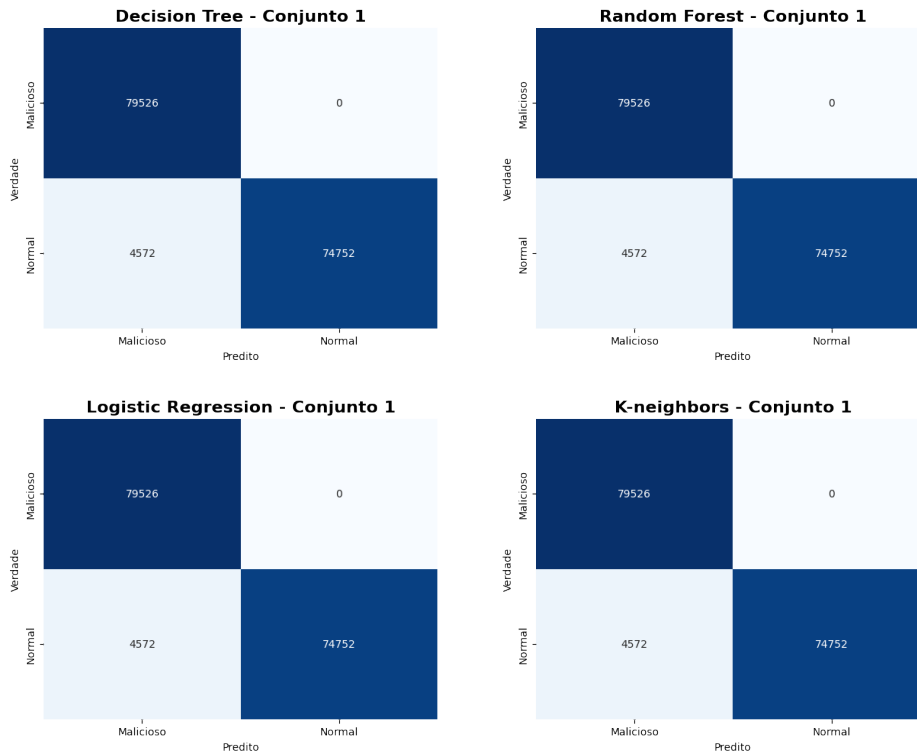 Decision Tree - Conjunto 1
Malicioso
79526
0
Verdade
Normal
4572
74752
Malicioso
Normal
Predito
Random Forest - Conjunto 1
Malicioso
79526
0
Verdade
Normal
4572
74752
Malicioso
Normal
Predito
Logistic Regression - Conjunto 1
Malicioso
79526
0
Verdade
Normal
4572
74752
Malicioso
Normal
Predito
K-neighbors - Conjunto 1
Malicioso
79526
0
Verdade
Normal
4572
74752
Malicioso
Normal
Predito